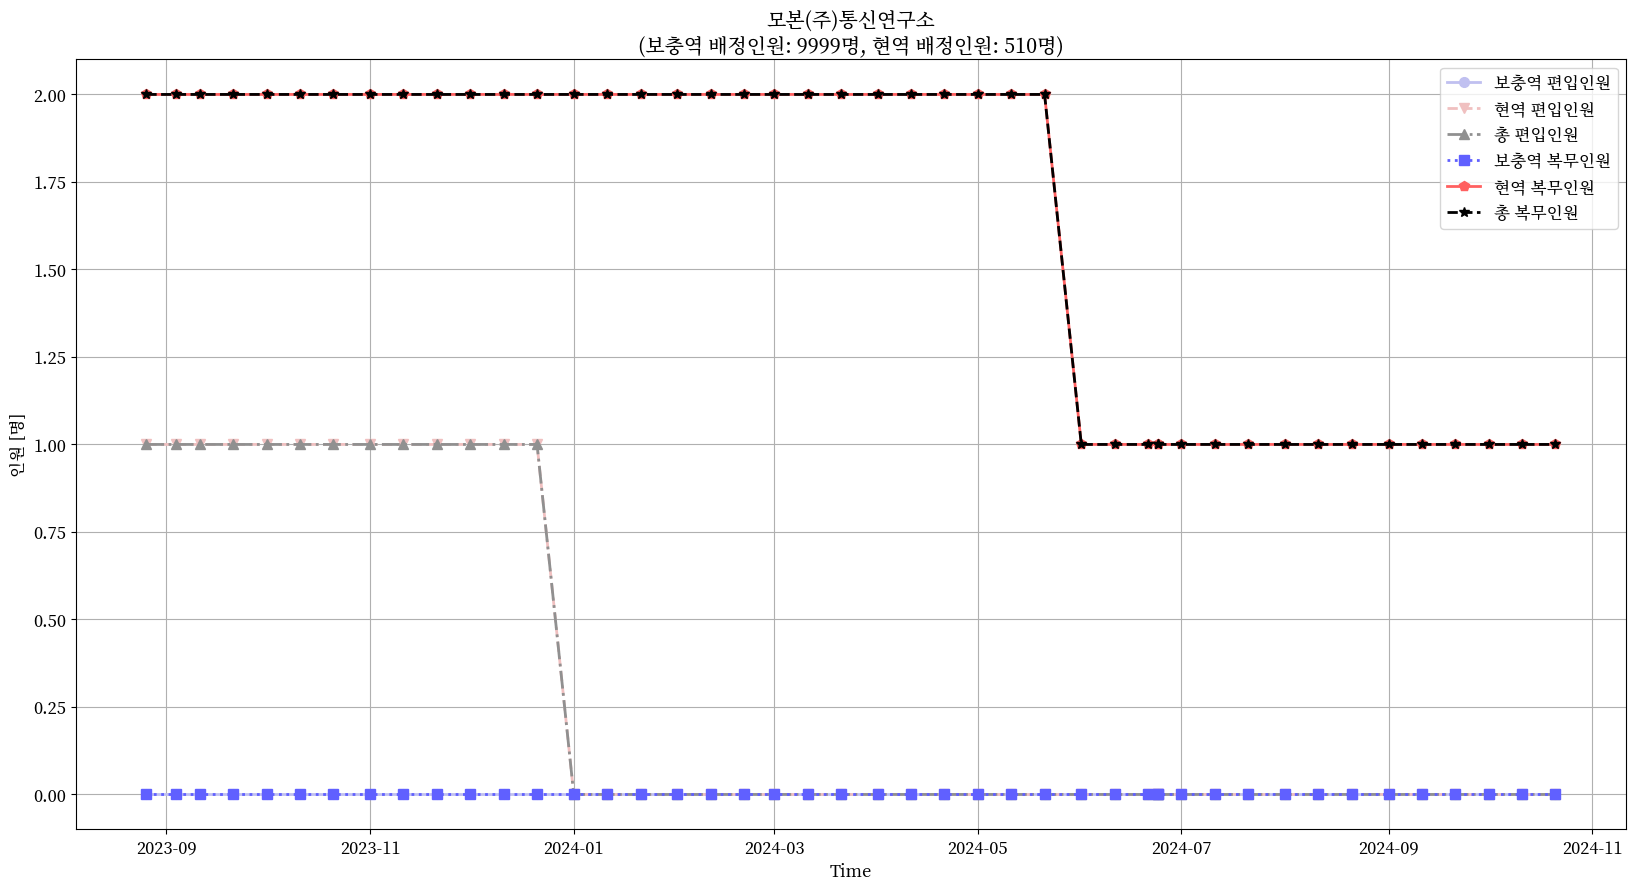 모본(주)통신연구소
(보충역 배정인원: 9999명, 현역 배정인원: 510명)
보충역 편입인원
현역 편입인원
총 편입인원
보충역 복무인원
현역 복무인원
총 복무인원
인원 [명]
2.00
1.75
1.50
1.25
1.00
0.75
0.50
0.25
0.00
2023-09
2023-11
2024-01
2024-03
2024-05
2024-07
2024-09
2024-11
Time